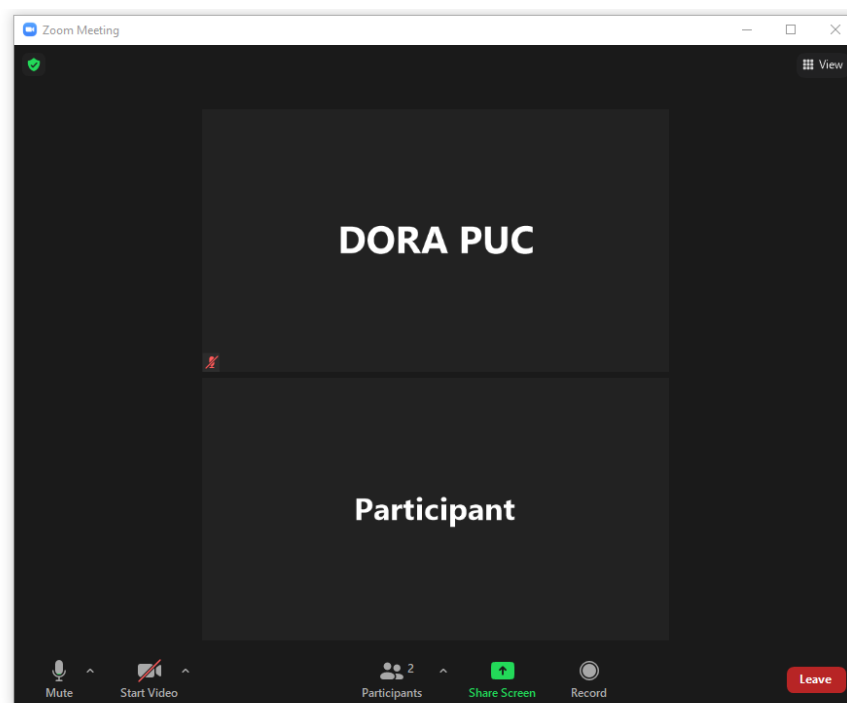 Zoom Meeting
View
DORA PUC
Participant
2
Mute
Start Video
Participants
Share Screen
Record
Leave